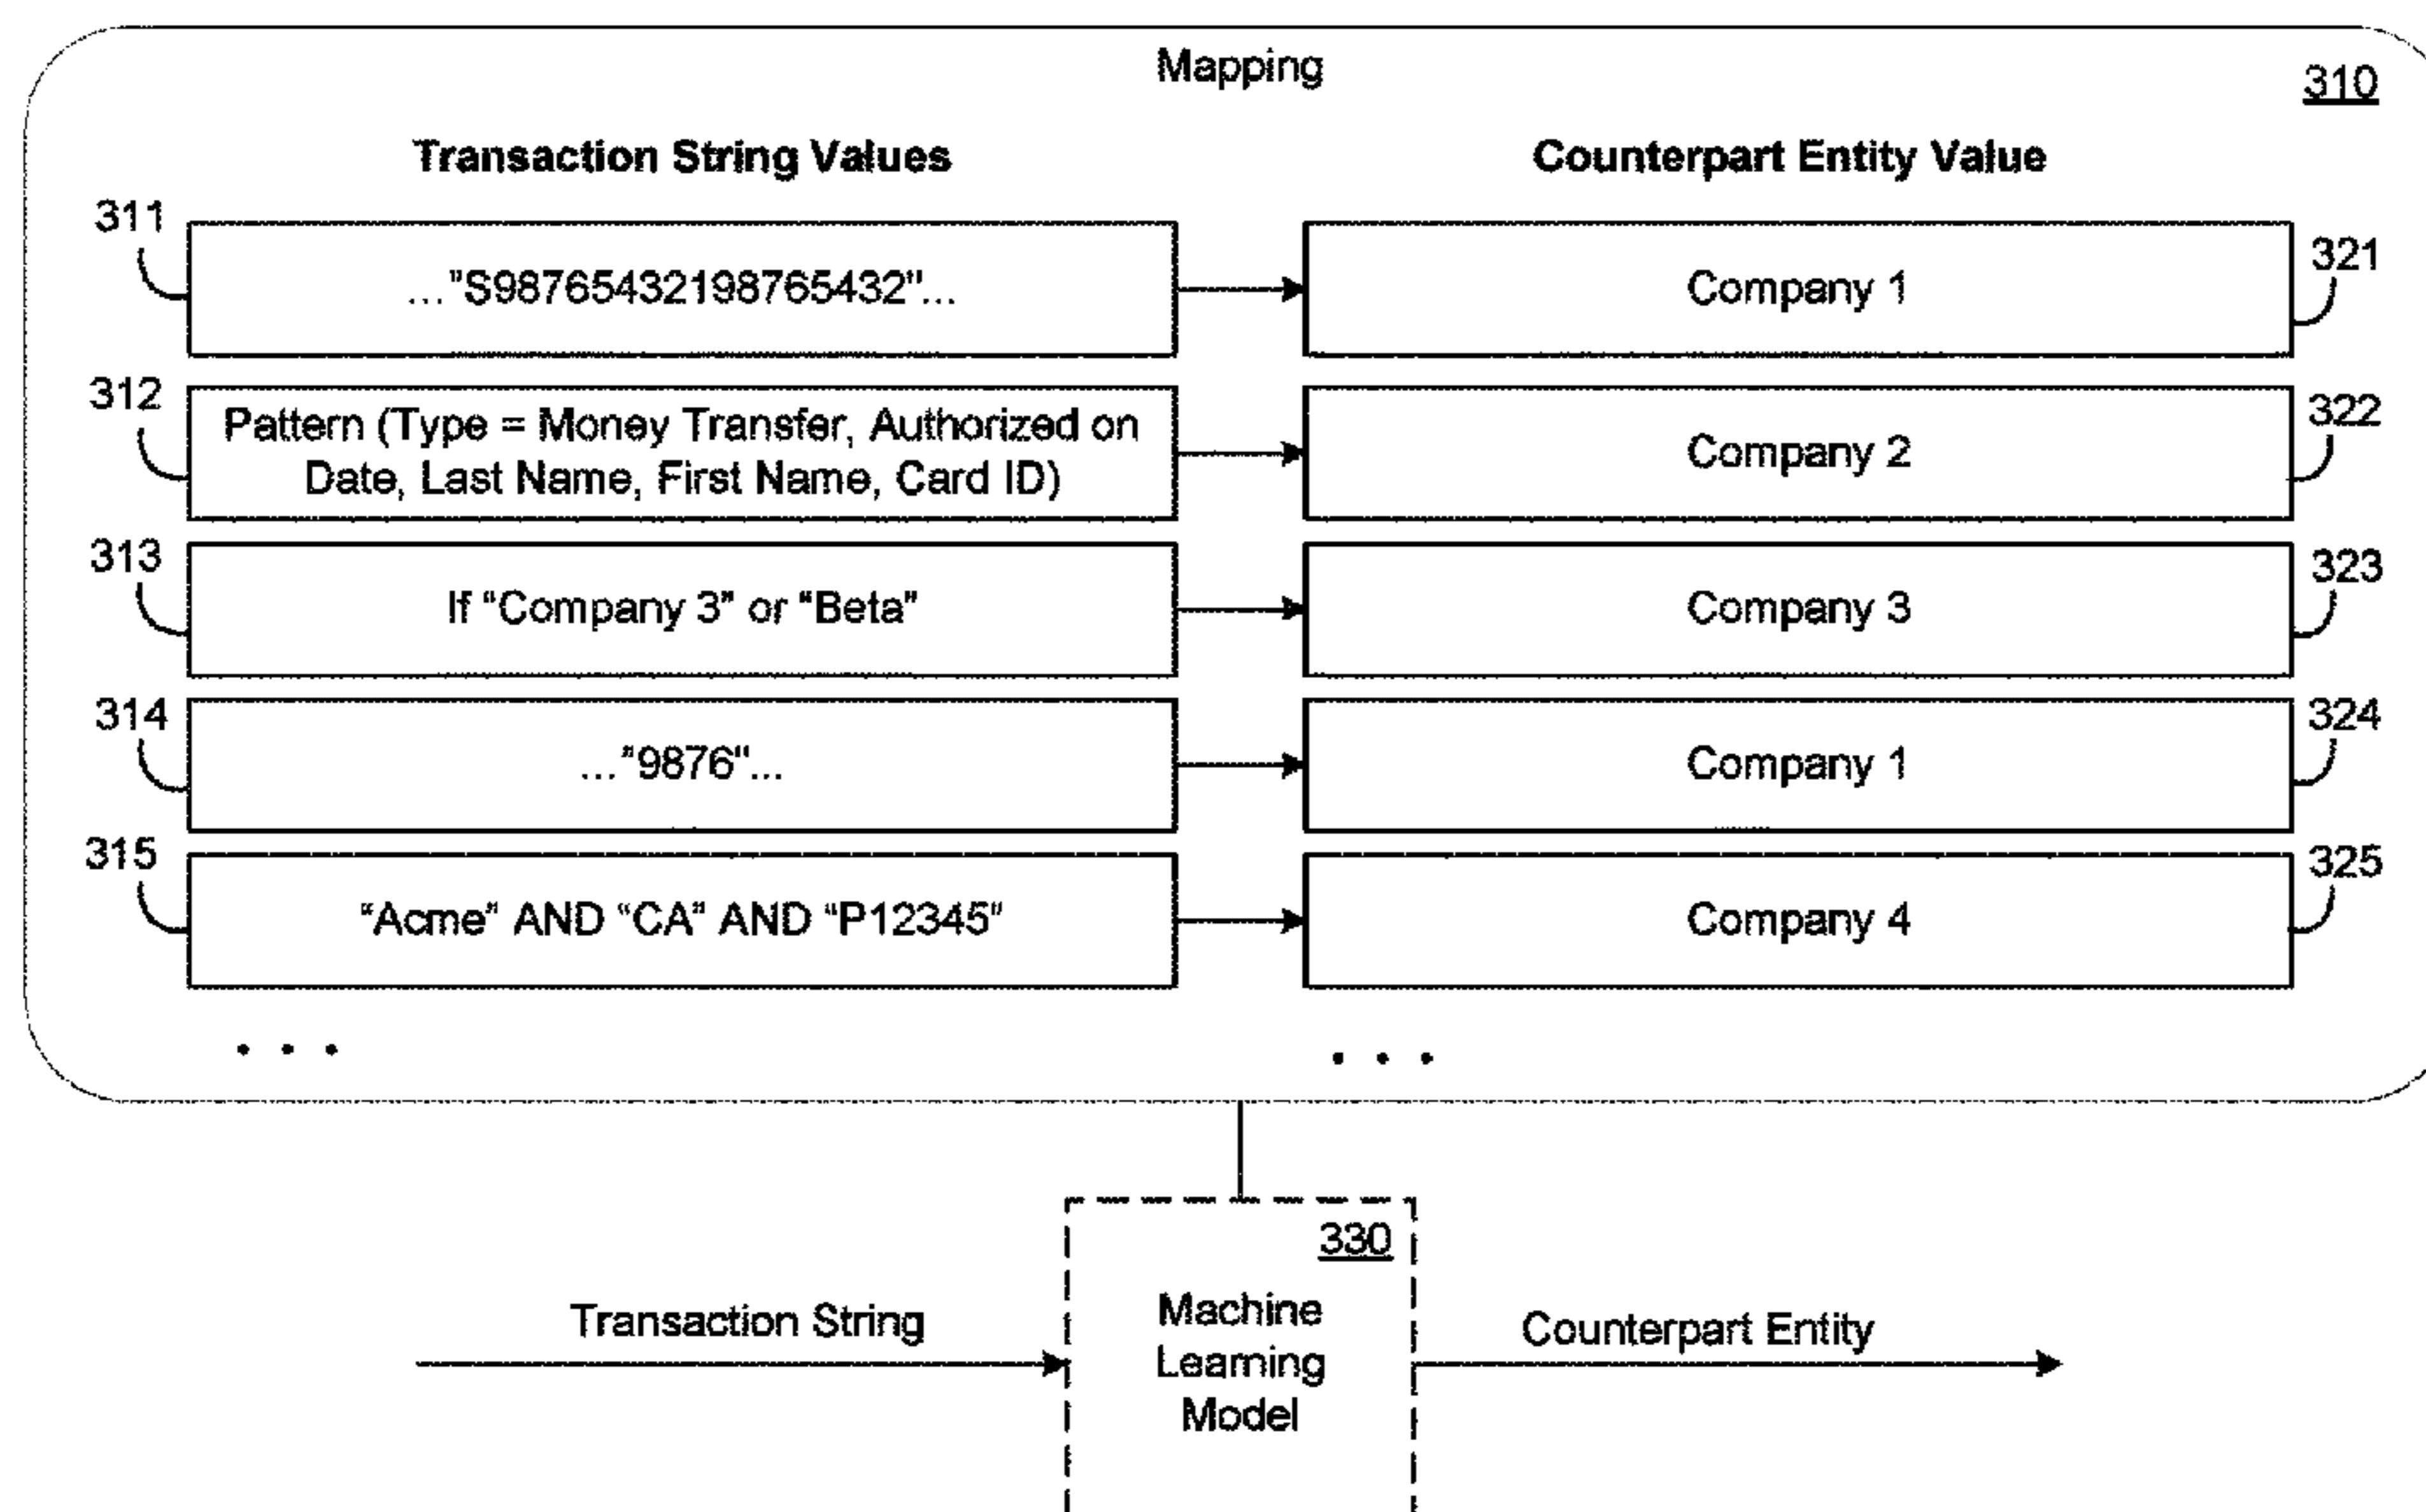 Mapping
310
Transaction String Values
Counterpart Entity Value
311
..."S98765432198765432"...
Company 1
321
312
Pattern (Type = Money Transfer, Authorized on
Date, Last Name, First Name, Card ID)
Company 2
322
313
If "Company 3" or "Beta"
Company 3
323
314
..."9876"...
Company 1
324
315
"Acme" AND "CA" AND "P12345"
Company 4
325
. . .
. . .
330
Transaction String
Machine
Learning
Model
Counterpart Entity